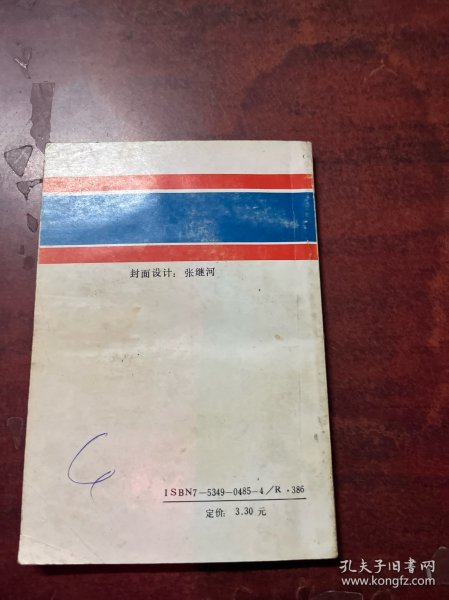 封面设计：张继河
ISBN7—5349—0485—4/R·386
定价：3.30元
孔夫子旧书网
www.kongfz.com